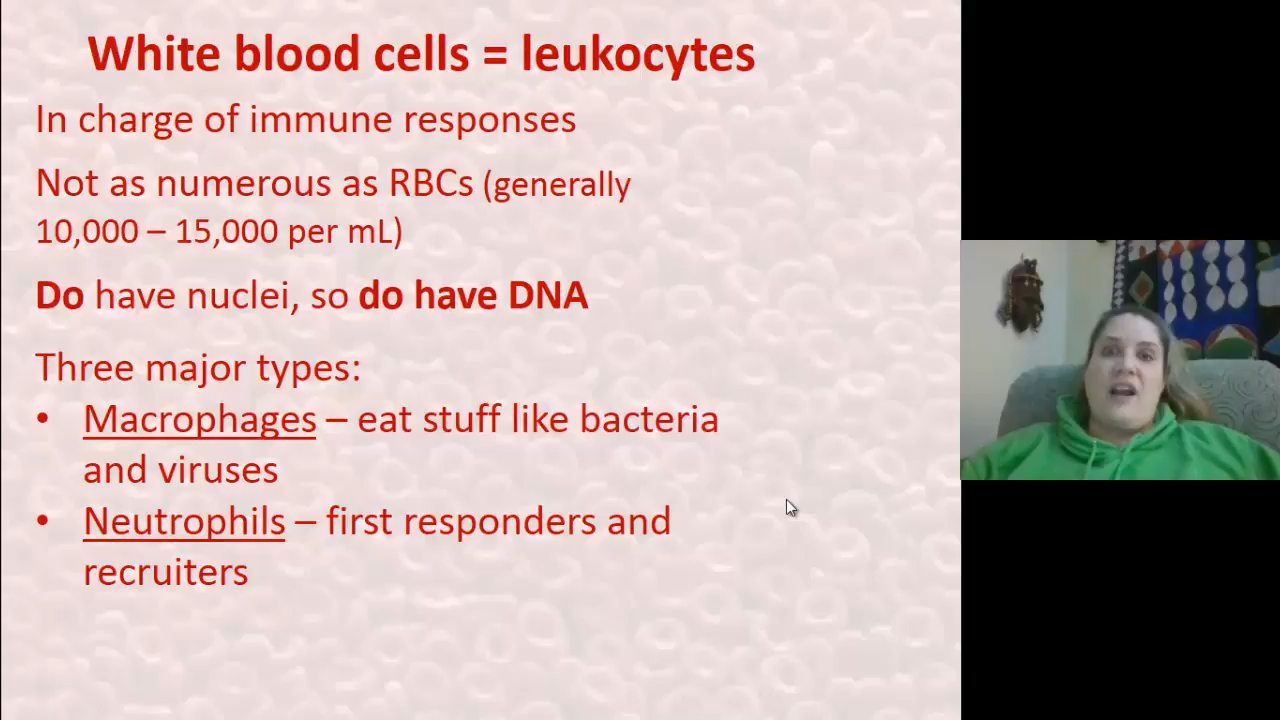 White blood cells = leukocytes
In charge of immune responses
Not as numerous as RBCs (generally
10,000 – 15,000 per mL)
Do have nuclei, so do have DNA
Three major types:
• Macrophages – eat stuff like bacteria
and viruses
• Neutrophils – first responders and
recruiters